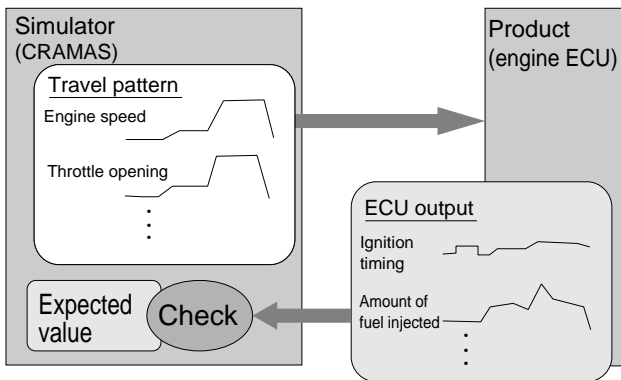 Simulator
(CRAMAS)
Travel pattern
Engine speed
Throttle opening
Expected
value
Check
Product
(engine ECU)
ECU output
Ignition
timing
Amount of
fuel injected